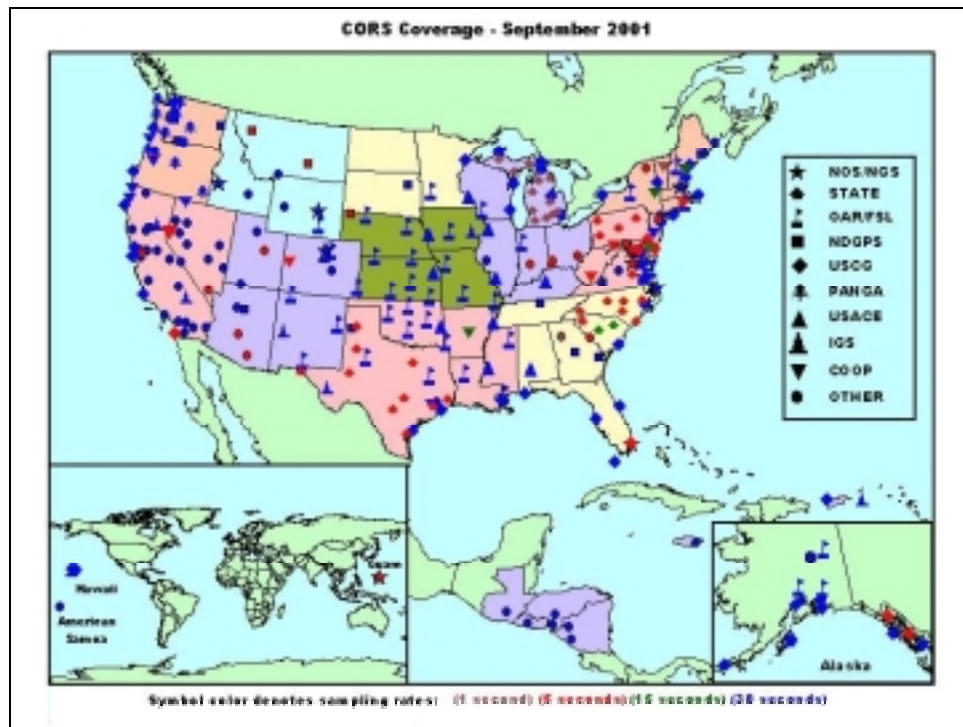 CORS Coverage - September 2001
NOS/NGS
STATE
OAR/FSL
NDGPS
USCG
PANGA
USACE
IGS
COOP
OTHER
Guam
Hawaii
American
Samoa
Alaska
Symbol color denotes sampling rates: (1 second) (5 seconds) (15 seconds) (30 seconds)